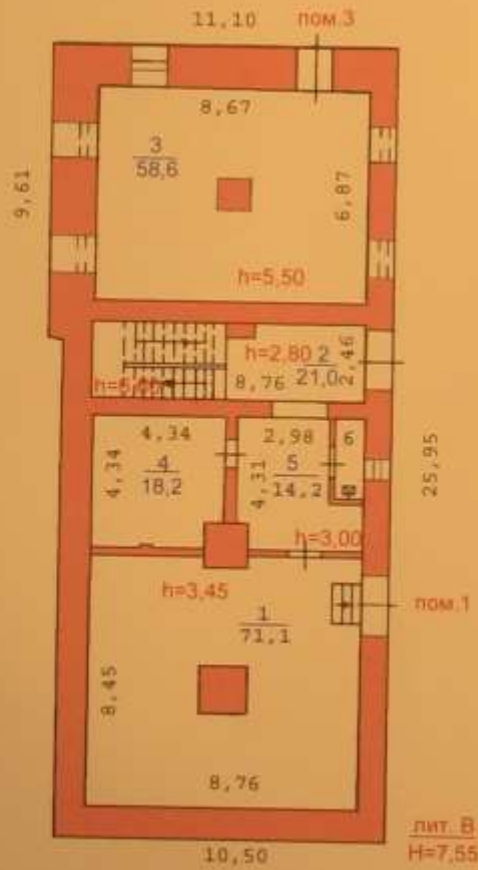 11,10 пом.3
8,67
3
58,6
9,61
6,87
h=5,50
h=2,80 2
21,0
2,46
8,76
4,34
2,98
6
4,34
4
18,2
4,31
5
14,2
25,95
h=3,00
h=3,45
1
71,1
пом.1
8,45
8,76
10,50
лит. В
H=7,55